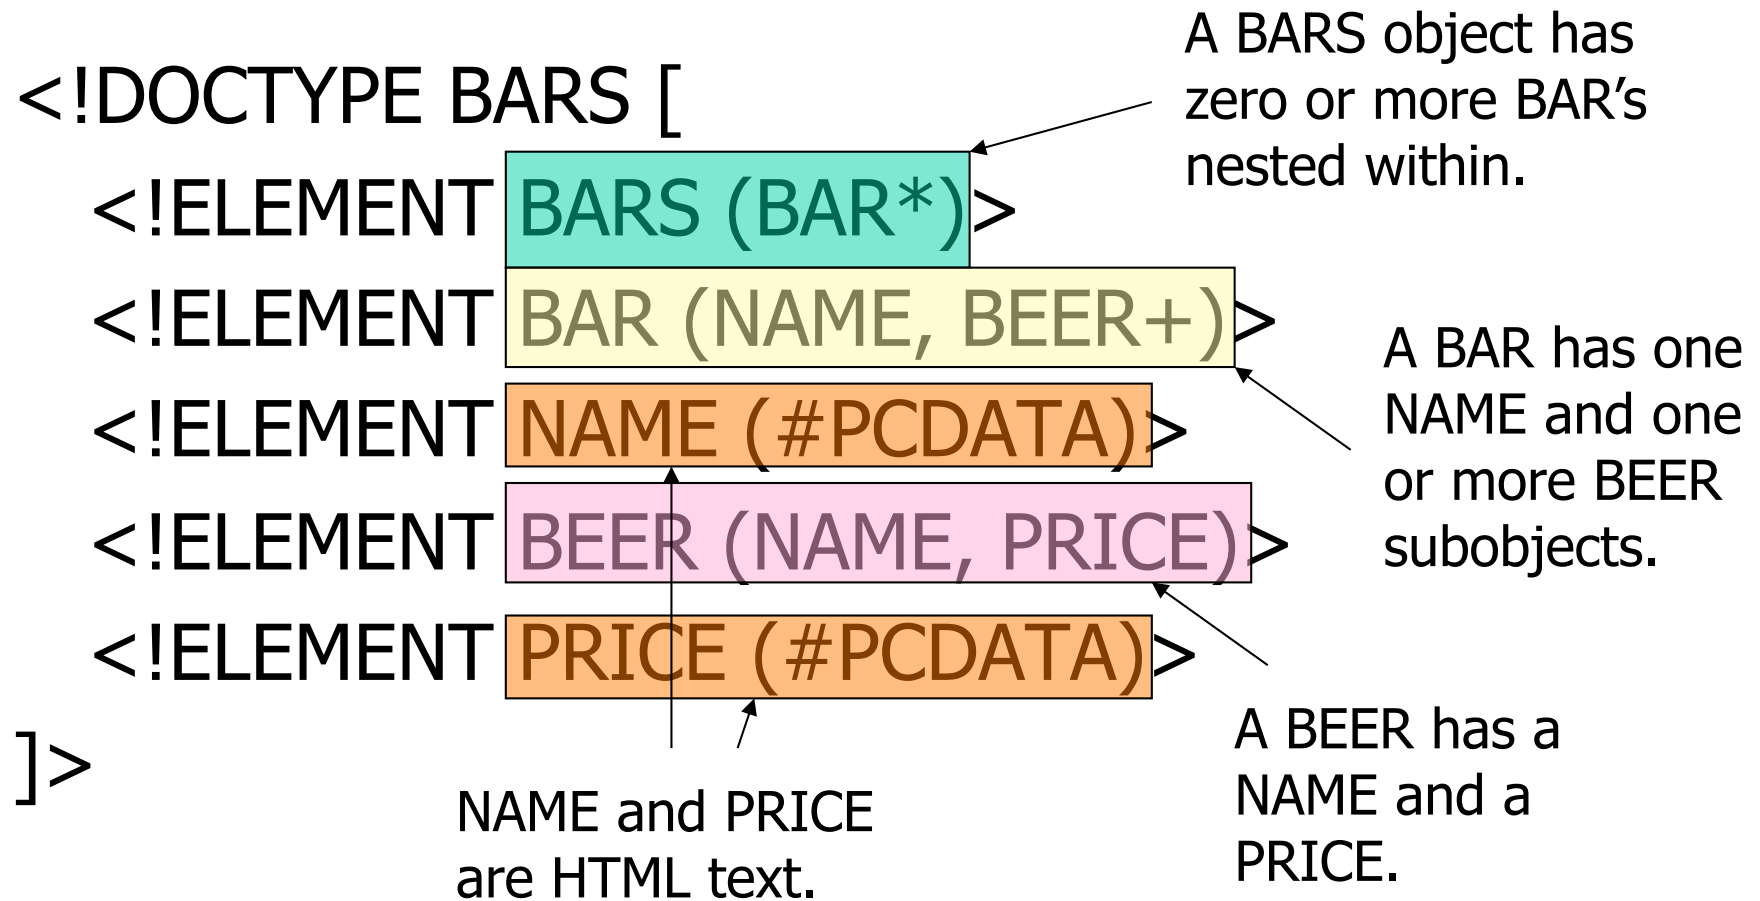 <!DOCTYPE BARS [
<!ELEMENT BARS (BAR*)>
<!ELEMENT BAR (NAME, BEER+)>
<!ELEMENT NAME (#PCDATA)>
<!ELEMENT BEER (NAME, PRICE)>
<!ELEMENT PRICE (#PCDATA)>
]>
A BARS object has
zero or more BAR’s
nested within.
A BAR has one
NAME and one
or more BEER
subobjects.
A BEER has a
NAME and a
PRICE.
NAME and PRICE
are HTML text.